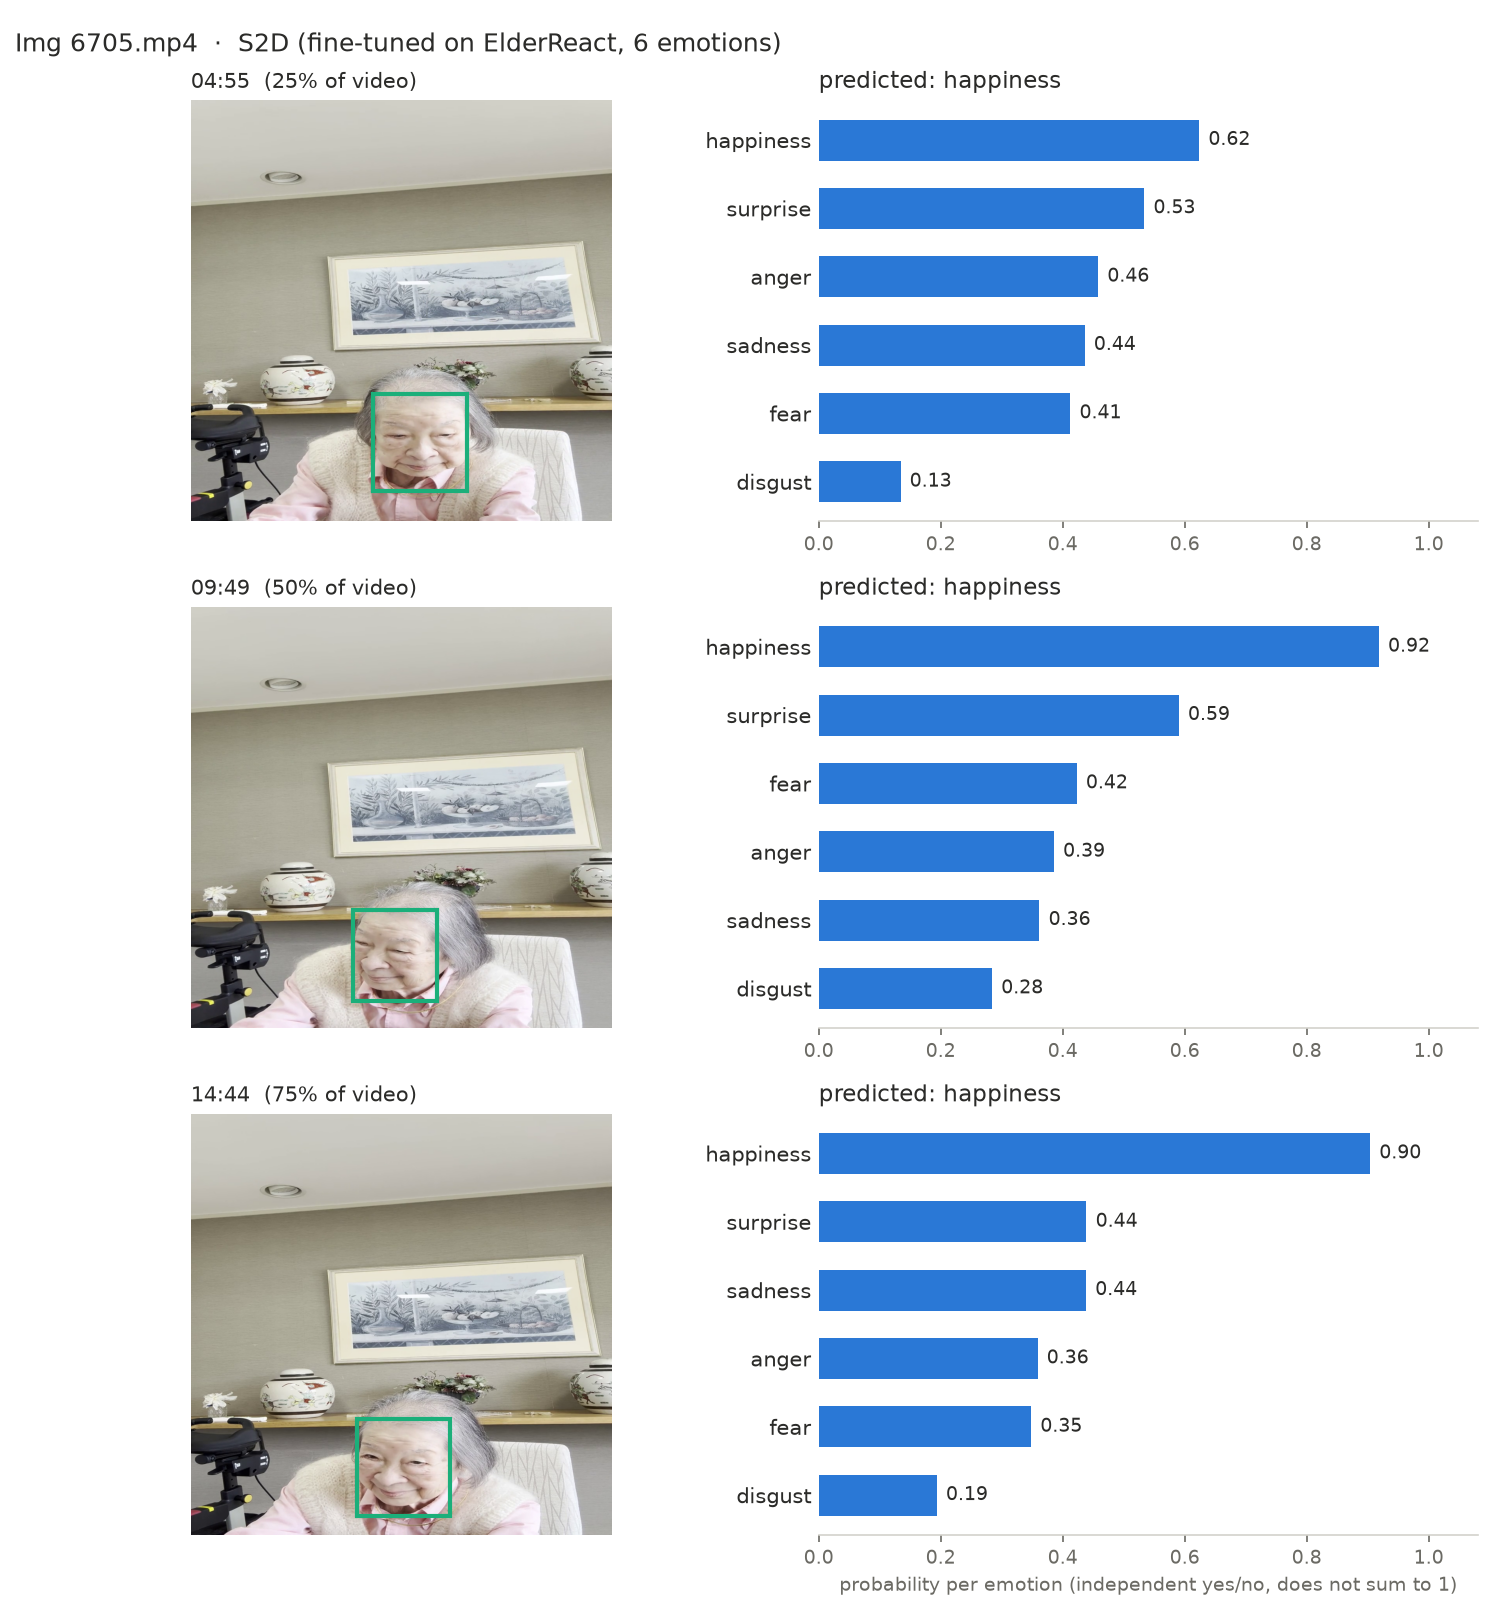 Img 6705.mp4  ·  S2D (fine-tuned on ElderReact, 6 emotions)
04:55  (25% of video)
predicted: happiness
happiness 0.62
surprise 0.53
anger 0.46
sadness 0.44
fear 0.41
disgust 0.13
0.0 0.2 0.4 0.6 0.8 1.0
09:49  (50% of video)
predicted: happiness
happiness 0.92
surprise 0.59
fear 0.42
anger 0.39
sadness 0.36
disgust 0.28
0.0 0.2 0.4 0.6 0.8 1.0
14:44  (75% of video)
predicted: happiness
happiness 0.90
surprise 0.44
sadness 0.44
anger 0.36
fear 0.35
disgust 0.19
0.0 0.2 0.4 0.6 0.8 1.0
probability per emotion (independent yes/no, does not sum to 1)